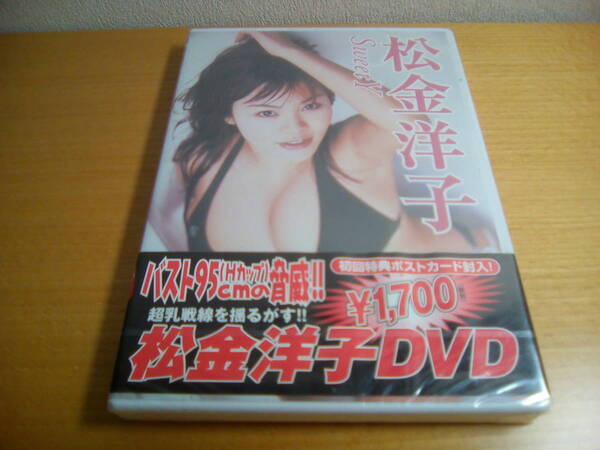 松金洋子
Sweet Y
バスト95(Hカップ)cmの脅威!!
超乳戦線を揺るがす!!
初回特典ポストカード封入!
¥1,700
松金洋子DVD